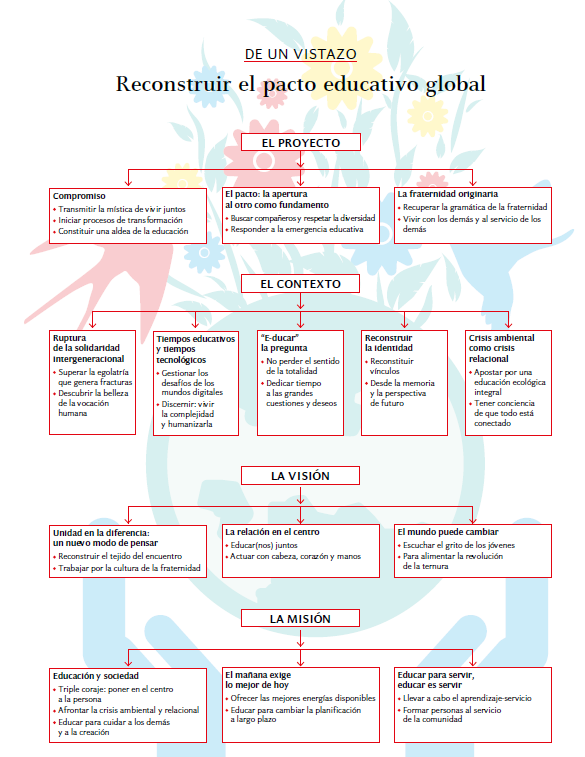 DE UN VISTAZO
Reconstruir el pacto educativo global
EL PROYECTO
Compromiso
• Transmitir la mística de vivir juntos
• Iniciar procesos de transformación
• Constituir una aldea de la educación
El pacto: la apertura
al otro como fundamento
• Buscar compañeros y respetar la diversidad
• Responder a la emergencia educativa
La fraternidad originaria
• Recuperar la gramática de la fraternidad
• Vivir con los demás y al servicio de los
demás
EL CONTEXTO
Ruptura
de la solidaridad
intergeneracional
• Superar la egolatría
que genera fracturas
• Descubrir la belleza
de la vocación
humana
Tiempos educativos
y tiempos
tecnológicos
• Gestionar los
desafíos de los
mundos digitales
• Discernir: vivir
la complejidad
y humanizarla
“E-ducar”
la pregunta
• No perder el sentido
de la totalidad
• Dedicar tiempo
a las grandes
cuestiones y deseos
Reconstruir
la identidad
• Reconstituir
vínculos
• Desde la memoria
y la perspectiva
de futuro
Crisis ambiental
como crisis
relacional
• Apostar por una
educación ecológica
integral
• Tener conciencia
de que todo está
conectado
LA VISIÓN
Unidad en la diferencia:
un nuevo modo de pensar
• Reconstruir el tejido del encuentro
• Trabajar por la cultura de la fraternidad
La relación en el centro
• Educar(nos) juntos
• Actuar con cabeza, corazón y manos
El mundo puede cambiar
• Escuchar el grito de los jóvenes
• Para alimentar la revolución
de la ternura
LA MISIÓN
Educación y sociedad
• Triple coraje: poner en el centro
a la persona
• Afrontar la crisis ambiental y relacional
• Educar para cuidar a los demás
y a la creación
El mañana exige
lo mejor de hoy
• Ofrecer las mejores energías disponibles
• Educar para cambiar la planificación
a largo plazo
Educar para servir,
educar es servir
• Llevar a cabo el aprendizaje-servicio
• Formar personas al servicio
de la comunidad